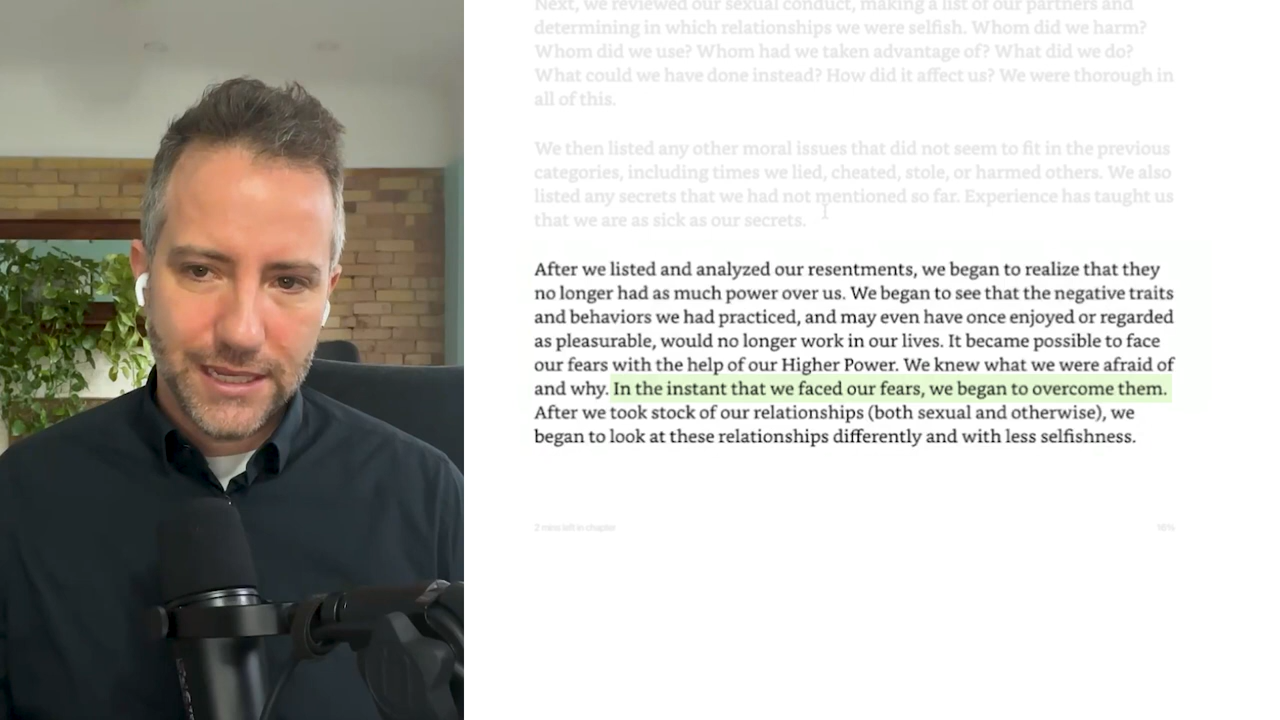 Next, we reviewed our sexual conduct, making a list of our partners and
determining in which relationships we were selfish. Whom did we harm?
Whom did we use? Whom had we taken advantage of? What did we do?
What could we have done instead? How did it affect us? We were thorough in
all of this.
We then listed any other moral issues that did not seem to fit in the previous
categories, including times we lied, cheated, stole, or harmed others. We also
listed any secrets that we had not mentioned so far. Experience has taught us
that we are as sick as our secrets.
After we listed and analyzed our resentments, we began to realize that they
no longer had as much power over us. We began to see that the negative traits
and behaviors we had practiced, and may even have once enjoyed or regarded
as pleasurable, would no longer work in our lives. It became possible to face
our fears with the help of our Higher Power. We knew what we were afraid of
and why. In the instant that we faced our fears, we began to overcome them.
After we took stock of our relationships (both sexual and otherwise), we
began to look at these relationships differently and with less selfishness.
2 mins left in chapter
16%